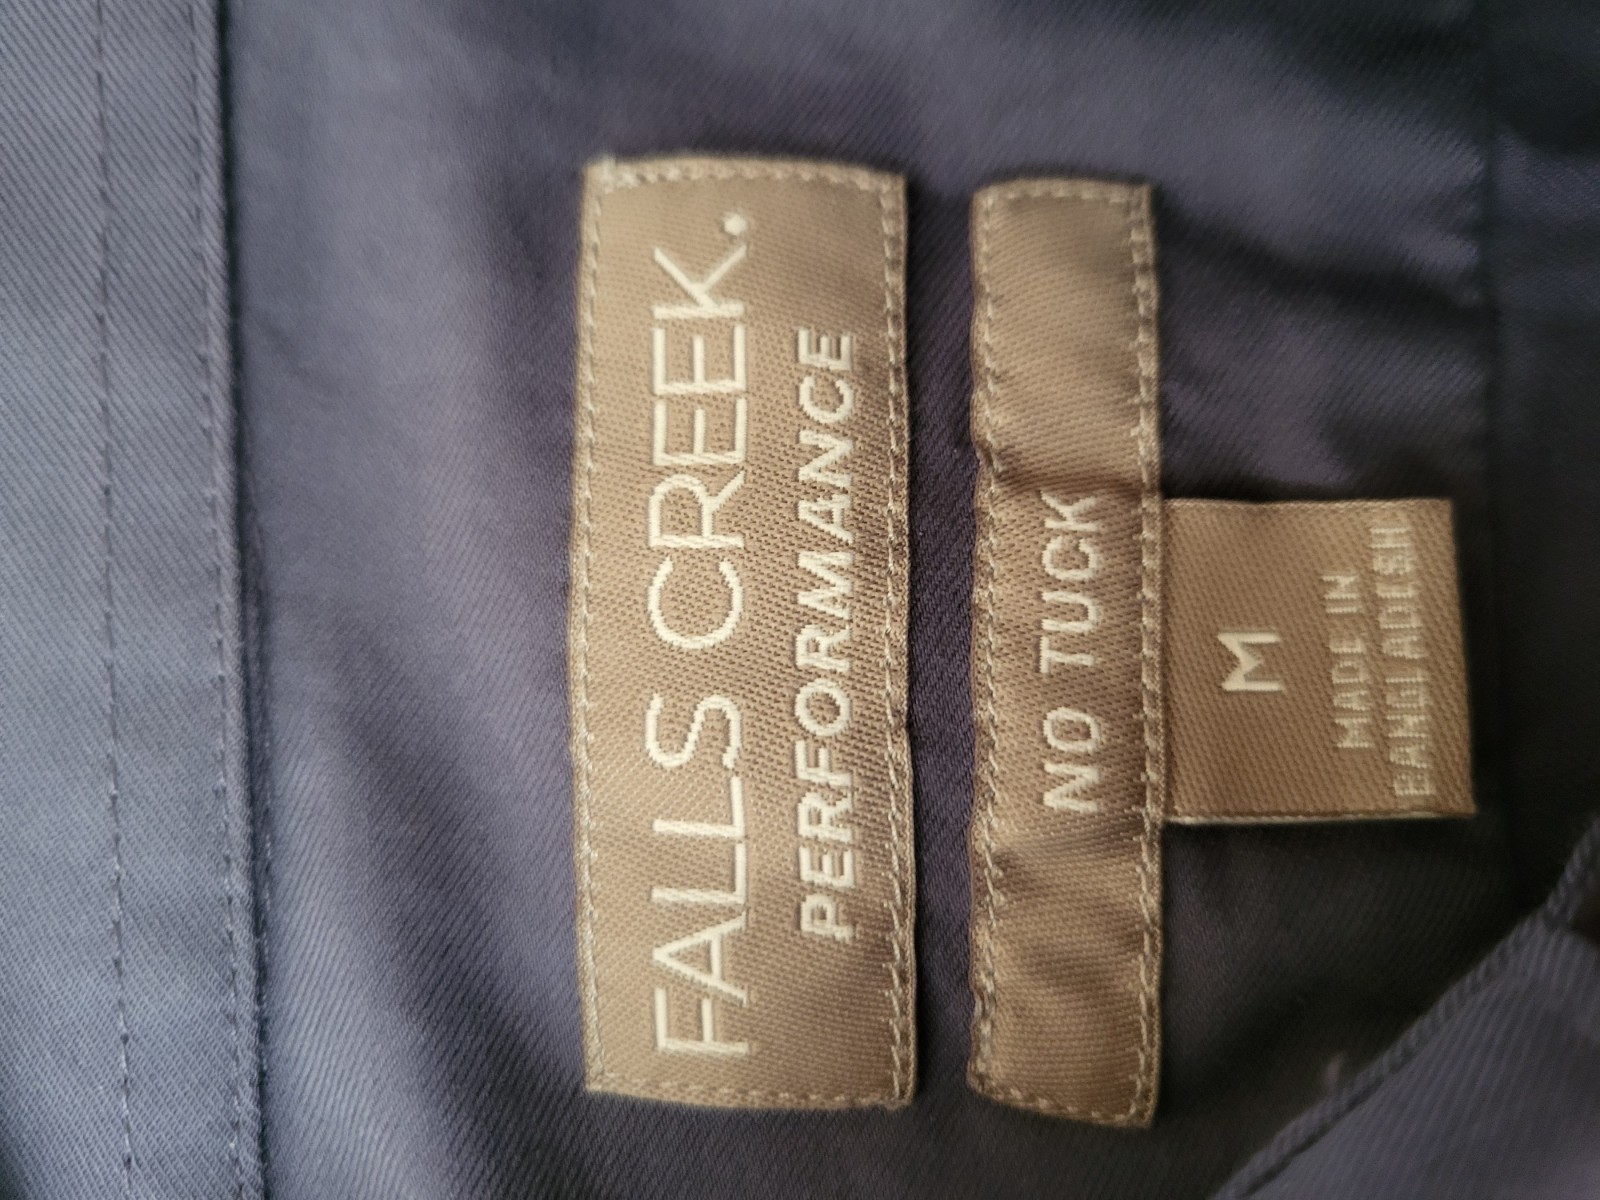 FALLS CREEK.
PERFORMANCE
NO TUCK
M
MADE IN
BANGLADESH